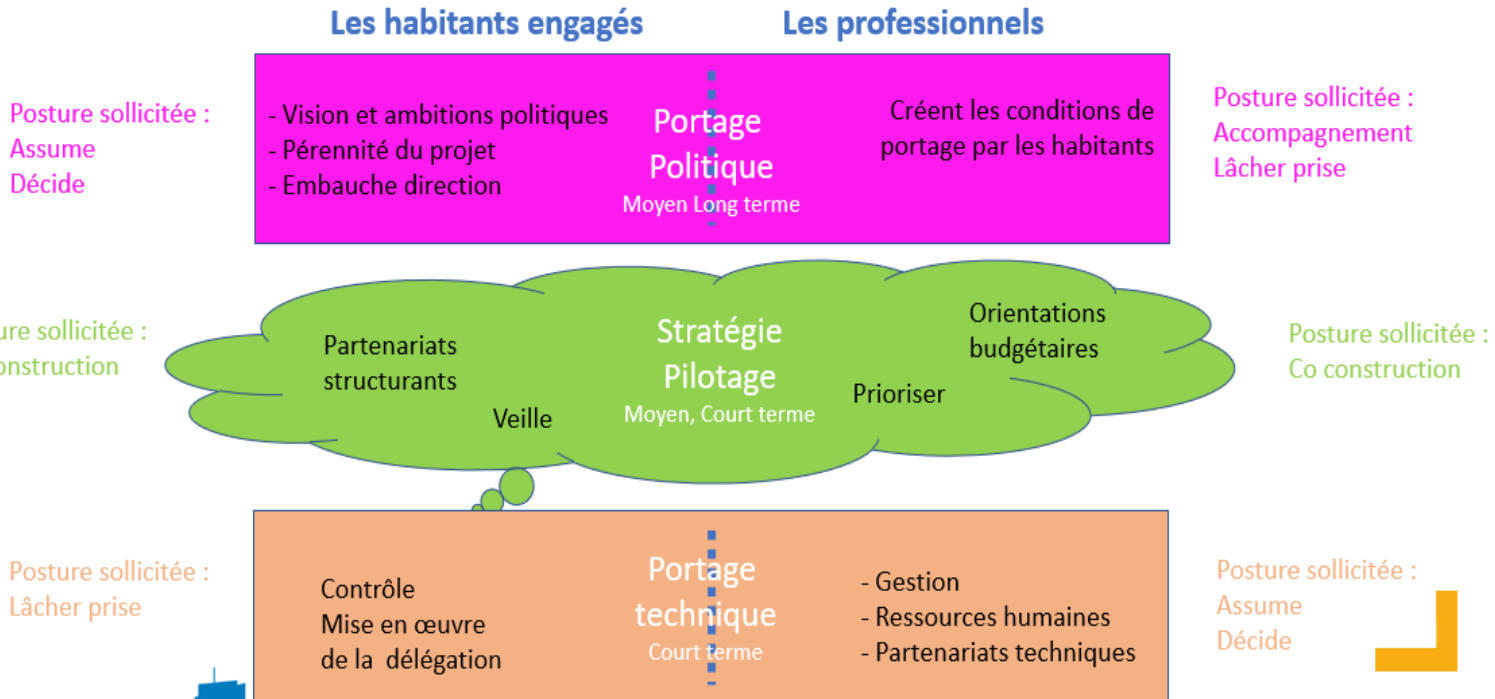 Les habitants engagés
Les professionnels
Posture sollicitée :
Assume
Décide
- Vision et ambitions politiques
- Pérennité du projet
- Embauche direction
Portage
Politique
Moyen Long terme
Créent les conditions de
portage par les habitants
Posture sollicitée :
Accompagnement
Lâcher prise
ure sollicitée :
onstruction
Partenariats
structurants
Veille
Stratégie
Pilotage
Moyen, Court terme
Orientations
budgétaires
Prioriser
Posture sollicitée :
Co construction
Posture sollicitée :
Lâcher prise
Contrôle
Mise en œuvre
de la délégation
Portage
technique
Court terme
- Gestion
- Ressources humaines
- Partenariats techniques
Posture sollicitée :
Assume
Décide